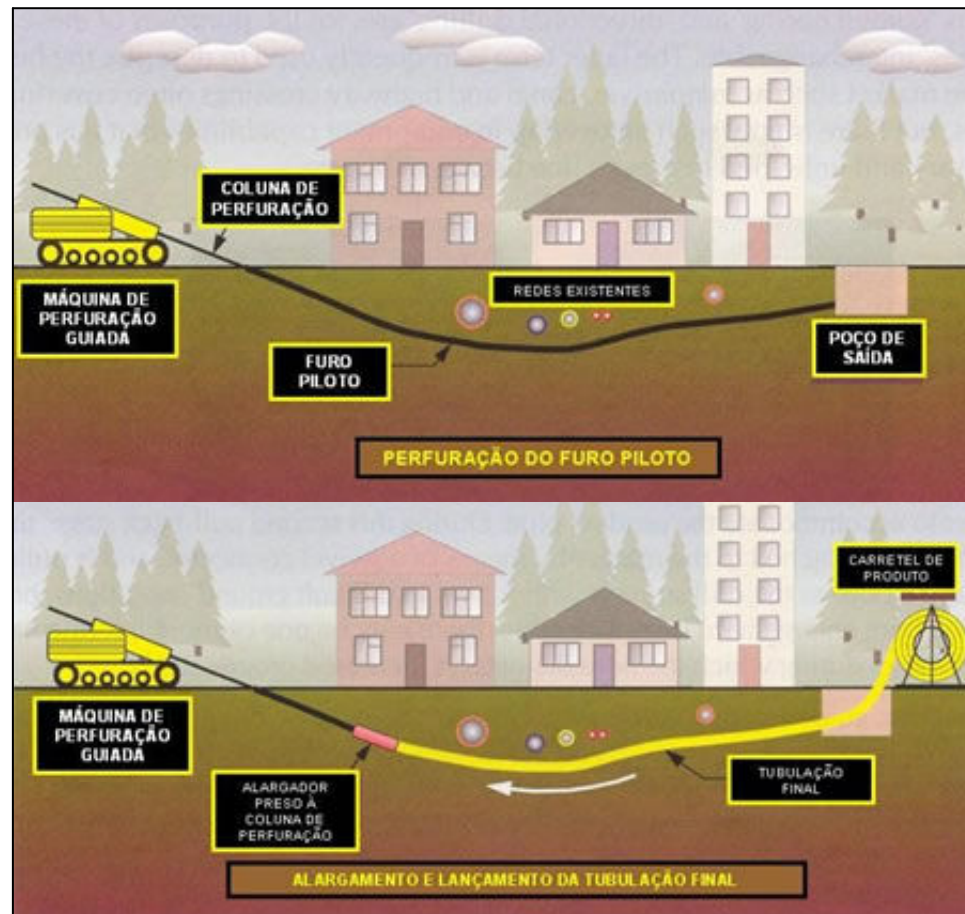 COLUNA DE
PERFURAÇÃO
MÁQUINA DE
PERFURAÇÃO
GUIADA
FURO
PILOTO
REDES EXISTENTES
POÇO DE
SAÍDA
PERFURAÇÃO DO FURO PILOTO
CARRETEL DE
PRODUTO
MÁQUINA DE
PERFURAÇÃO
GUIADA
ALARGADOR
PRESO À
COLUNA DE
PERFURAÇÃO
TUBULAÇÃO
FINAL
ALARGAMENTO E LANÇAMENTO DA TUBULAÇÃO FINAL